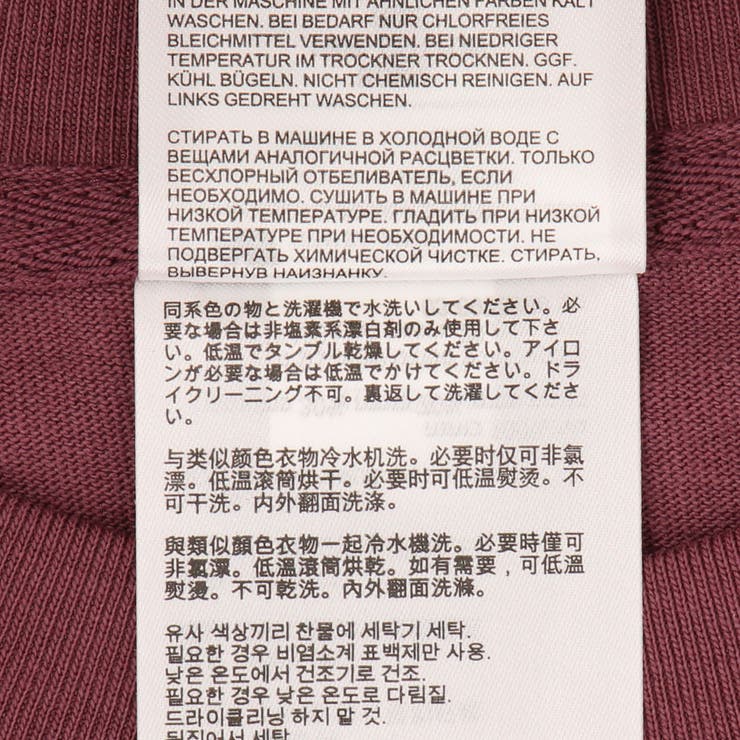 IN DER MASCHINE MIT ÄHNLICHEN FARBEN KALT
WASCHEN. BEI BEDARF NUR CHLORFREIES
BLEICHMITTEL VERWENDEN. BEI NIEDRIGER
TEMPERATUR IM TROCKNER TROCKNEN. GGF.
KÜHL BÜGELN. NICHT CHEMISCH REINIGEN. AUF
LINKS GEDREHT WASCHEN.
СТИРАТЬ В МАШИНЕ В ХОЛОДНОЙ ВОДЕ С
ВЕЩАМИ АНАЛОГИЧНОЙ РАСЦВЕТКИ. ТОЛЬКО
БЕСХЛОРНЫЙ ОТБЕЛИВАТЕЛЬ, ЕСЛИ
НЕОБХОДИМО. СУШИТЬ В МАШИНЕ ПРИ
НИЗКОЙ ТЕМПЕРАТУРЕ. ГЛАДИТЬ ПРИ НИЗКОЙ
ТЕМПЕРАТУРЕ ПРИ НЕОБХОДИМОСТИ. НЕ
ПОДВЕРГАТЬ ХИМИЧЕСКОЙ ЧИСТКЕ. СТИРАТЬ,
ВЫВЕРНУВ НАИЗНАНКУ.
同系色の物と洗濯機で水洗いしてください。必
要な場合は非塩素系漂白剤のみ使用して下さ
い。低温でタンブル乾燥してください。アイロ
ンが必要な場合は低温でかけてください。ドラ
イクリーニング不可。裏返して洗濯してくださ
い。
与类似颜色衣物冷水机洗。必要时仅可非氯
漂。低温滚筒烘干。必要时可低温熨烫。不
可干洗。内外翻面洗涤。
與類似顏色衣物一起冷水機洗。必要時僅可
非氯漂。低溫滾筒烘乾。如有需要，可低溫
熨燙。不可乾洗。內外翻面洗滌。
유사 색상끼리 찬물에 세탁기 세탁.
필요한 경우 비염소계 표백제만 사용.
낮은 온도에서 건조기로 건조.
필요한 경우 낮은 온도로 다림질.
드라이클리닝 하지 말 것.
뒤집어서 세탁.